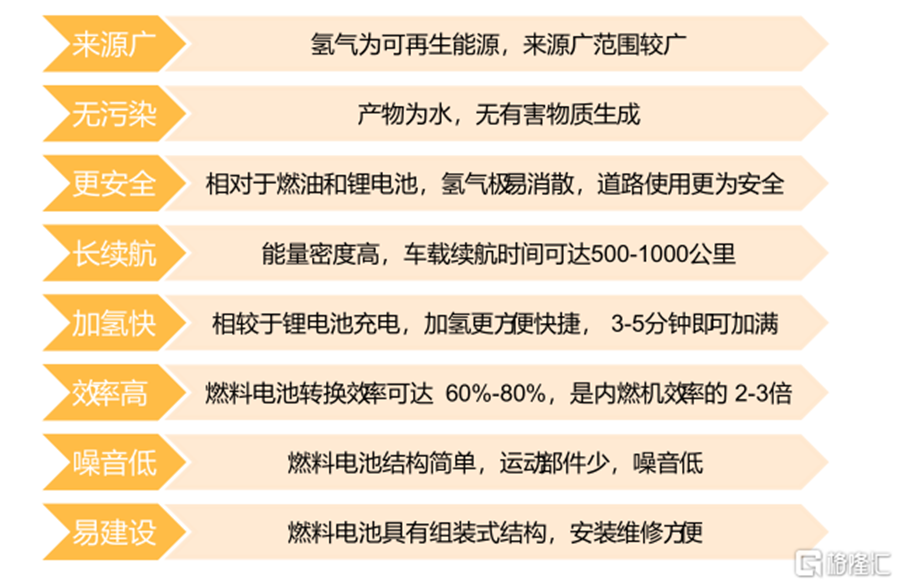 来源广
氢气为可再生能源，来源广范围较广
无污染
产物为水，无有害物质生成
更安全
相对于燃油和锂电池，氢气极易消散，道路使用更为安全
长续航
能量密度高，车载续航时间可达500-1000公里
加氢快
相较于锂电池充电，加氢更方便快捷， 3-5分钟即可加满
效率高
燃料电池转换效率可达 60%-80%，是内燃机效率的 2-3倍
噪音低
燃料电池结构简单，运动部件少，噪音低
易建设
燃料电池具有组装式结构，安装维修方便
格隆汇